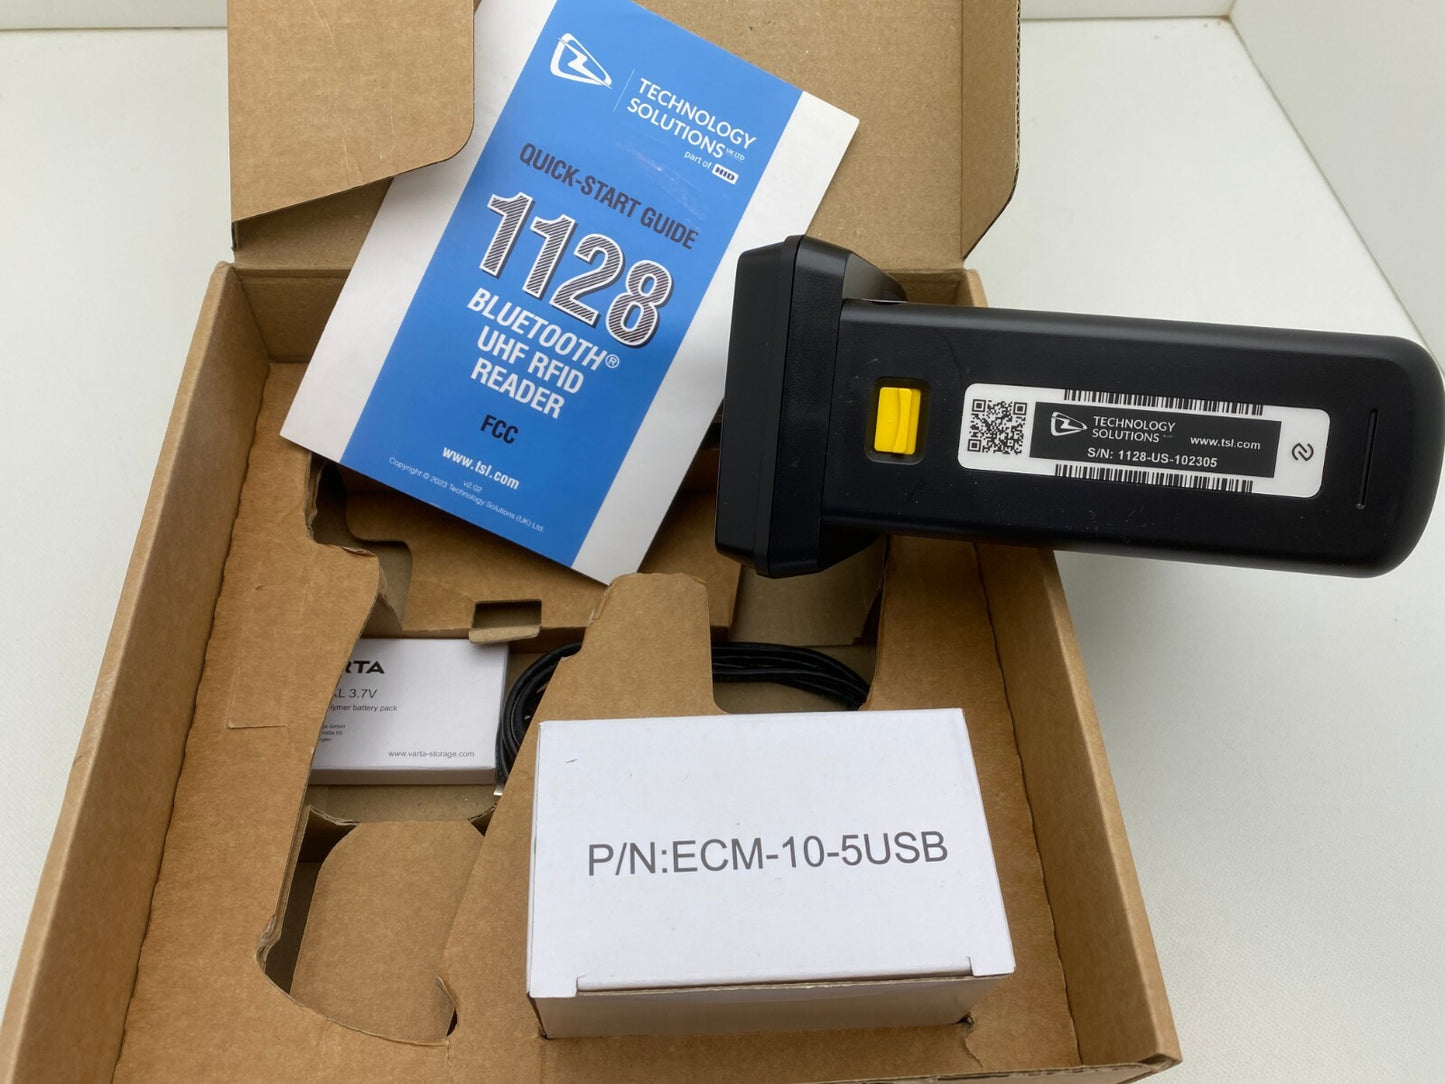 TECHNOLOGY
SOLUTIONS UK LTD
part of HID
QUICK-START GUIDE
1128
BLUETOOTH®
UHF RFID
READER
FCC
www.tsl.com
v2.02
Copyright © 2023 Technology Solutions (UK) Ltd.
TECHNOLOGY
SOLUTIONS
www.tsl.com
S/N: 1128-US-102305
RTA
L 3.7V
battery pack
www.varta-storage.com
P/N:ECM-10-5USB